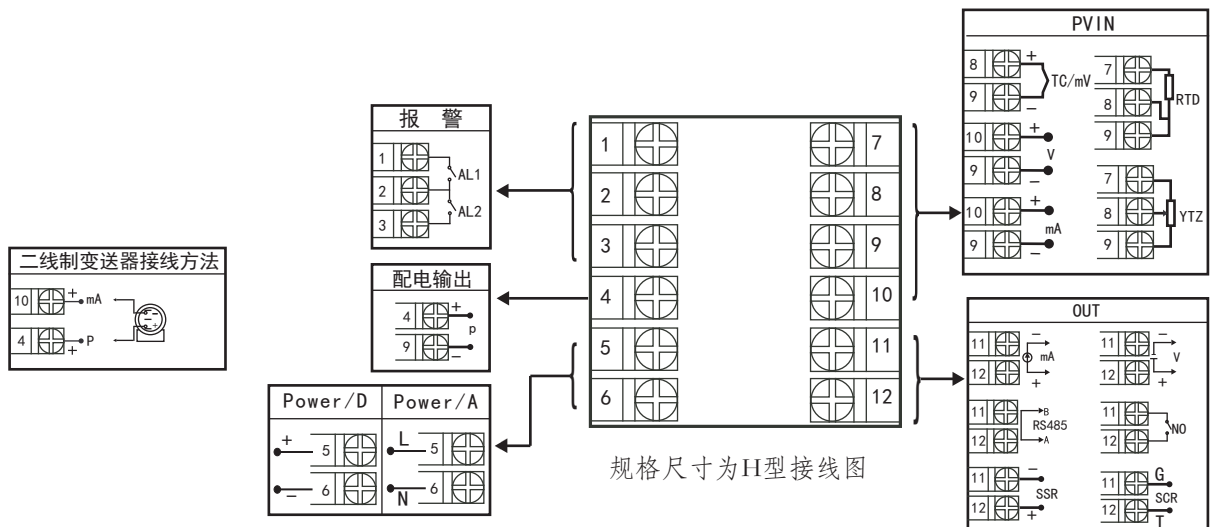 二线制变送器接线方法
10 + mA
4 + P
- +
报 警
1
AL1
2
AL2
3
配电输出
4 +
p
9 -
Power/D Power/A
+ 5 L 5
- 6 N 6
1 7
2 8
3 9
4 10
5 11
6 12
规格尺寸为H型接线图
PVIN
8 +
TC/mV
9 -
7
RTD
8
9
10 +
V
9 -
10 +
mA
9 -
7
8 YTZ
9
OUT
11 -
mA
12 +
11 -
V
12 +
11 B
RS485
12 A
11
NO
12
11 -
SSR
12 +
11 G
SCR
12 T